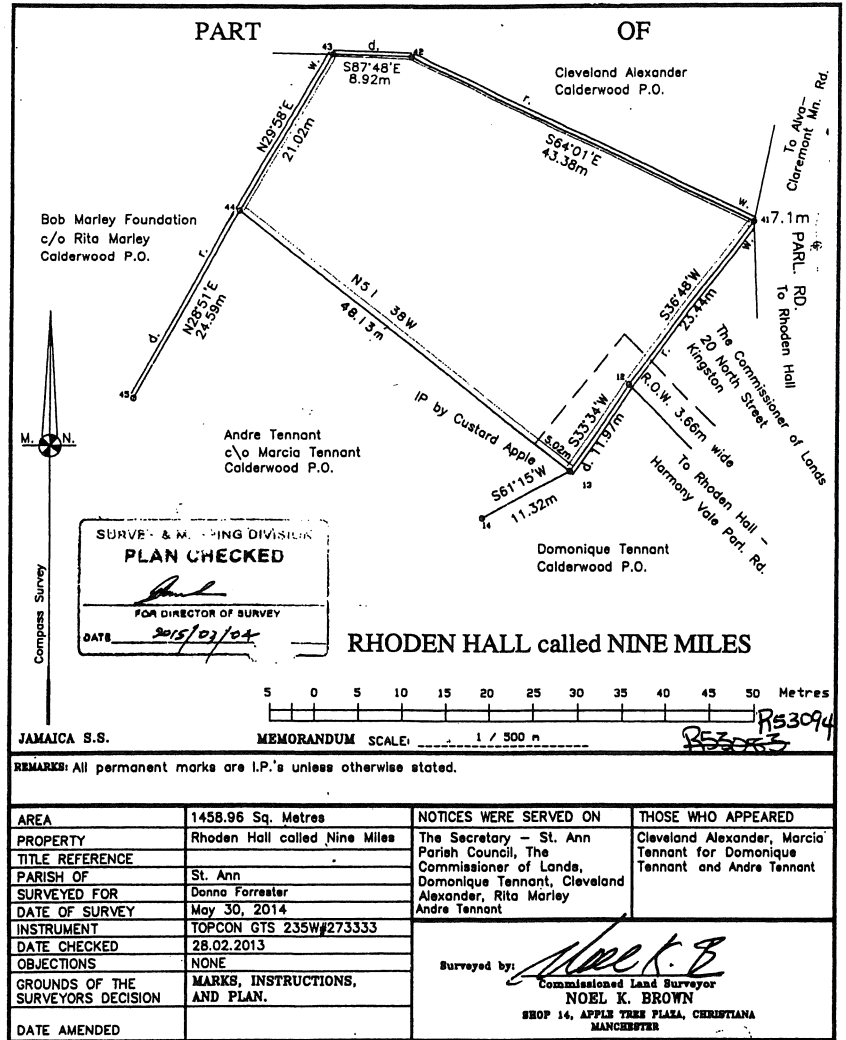 PART OF
43 d. 42
S87°48'E
8.92m
Cleveland Alexander
Calderwood P.O.
w.
N29°58'E
21.02m
r.
S64°01'E
43.38m
w.
To Alva-
Claremont Mn. Rd.
41 7.1m
PARL. RD.
To Rhoden Hall
44
Bob Marley Foundation
c/o Rita Marley
Calderwood P.O.
r.
N28°51'E
24.59m
d.
45
N51 38W
48.13m
w.
S36°48'W
23.44m
r.
The Commissioner of Lands
20 North Street
Kingston
12
R.O.W. 3.66m wide
To Rhoden Hall -
Harmony Vale Parl. Rd.
IP by Custard Apple
5.02m
S33°34'W
11.97m
d.
13
S61°15'W
11.32m
14
M. N.
Andre Tennant
c\o Marcia Tennant
Calderwood P.O.
Domonique Tennant
Calderwood P.O.
Compass Survey
SURVE & M PING DIVISION
PLAN CHECKED
FOR DIRECTOR OF SURVEY
DATE 2015/03/04
RHODEN HALL called NINE MILES
5 0 5 10 15 20 25 30 35 40 45 50 Metres
R53094
JAMAICA S.S. MEMORANDUM SCALE: 1 / 500 m
REMARKS: All permanent marks are I.P.'s unless otherwise stated.
AREA 1458.96 Sq. Metres
PROPERTY Rhoden Hall called Nine Miles
TITLE REFERENCE
PARISH OF St. Ann
SURVEYED FOR Donna Forrester
DATE OF SURVEY May 30, 2014
INSTRUMENT TOPCON GTS 235W#273333
DATE CHECKED 28.02.2013
OBJECTIONS NONE
GROUNDS OF THE MARKS, INSTRUCTIONS,
SURVEYORS DECISION AND PLAN.
DATE AMENDED
NOTICES WERE SERVED ON
The Secretary - St. Ann
Parish Council, The
Commissioner of Lands,
Domonique Tennant, Cleveland
Alexander, Rita Marley
Andre Tennant
THOSE WHO APPEARED
Cleveland Alexander, Marcia
Tennant for Domonique
Tennant and Andre Tennant
Surveyed by: Noel K. B
Commissioned Land Surveyor
NOEL K. BROWN
SHOP 14, APPLE TREE PLAZA, CHRISTIANA
MANCHESTER